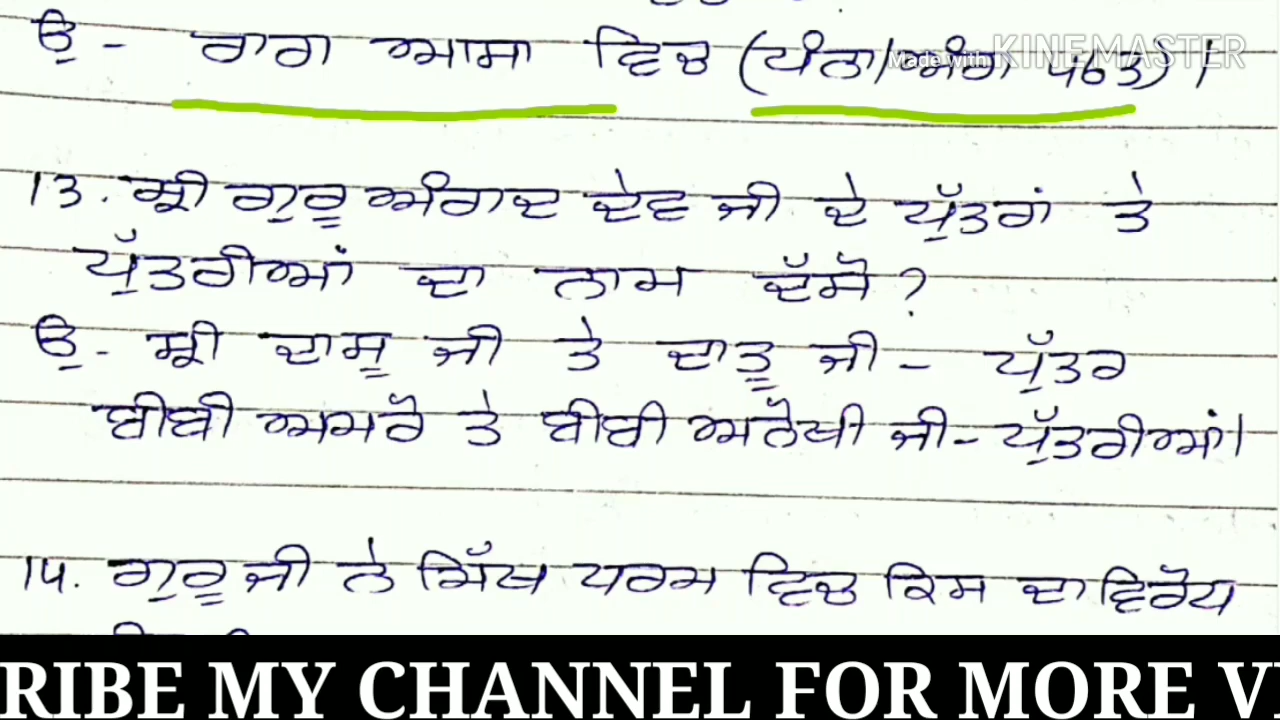 ਉ- ਰਾਗ ਆਸਾ ਵਿਚ (ਪੰਨਾ/ਅੰਗ 463) ।
Made with KINEMASTER
13. ਸ੍ਰੀ ਗੁਰੂ ਅੰਗਦ ਦੇਵ ਜੀ ਦੇ ਪੁੱਤਰਾਂ ਤੇ
ਪੁੱਤਰੀਆਂ ਦਾ ਨਾਮ ਦੱਸੋ?
ਉ- ਸ੍ਰੀ ਦਾਸੂ ਜੀ ਤੇ ਦਾਤੂ ਜੀ - ਪੁੱਤਰ
ਬੀਬੀ ਅਮਰੋ ਤੇ ਬੀਬੀ ਅਨੋਖੀ ਜੀ - ਪੁੱਤਰੀਆਂ।
14. ਗੁਰੂ ਜੀ ਨੇ ਸਿੱਖ ਧਰਮ ਵਿਚ ਕਿਸ ਦਾ ਵਿਰੋਧ
RIBE MY CHANNEL FOR MORE V